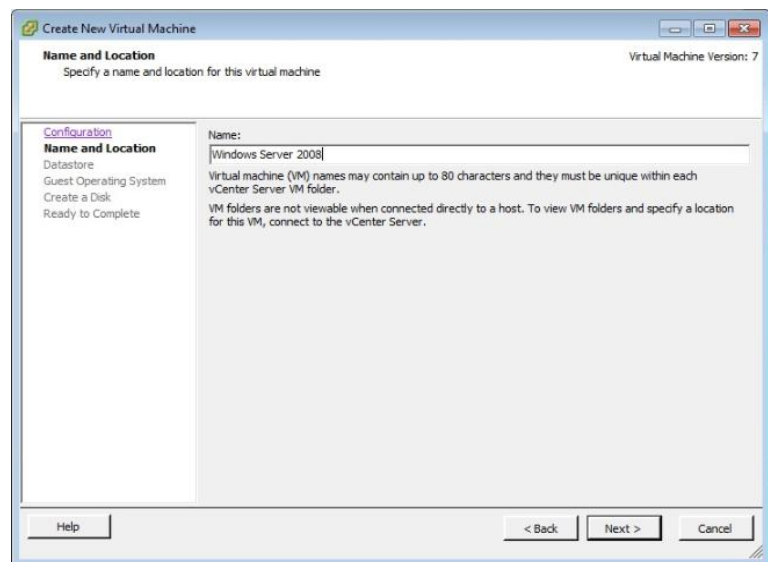 Create New Virtual Machine
Name and Location
Specify a name and location for this virtual machine
Virtual Machine Version: 7
Configuration
Name and Location
Datastore
Guest Operating System
Create a Disk
Ready to Complete
Name:
Windows Server 2008
Virtual machine (VM) names may contain up to 80 characters and they must be unique within each
vCenter Server VM folder.
VM folders are not viewable when connected directly to a host. To view VM folders and specify a location
for this VM, connect to the vCenter Server.
Help
< Back
Next >
Cancel